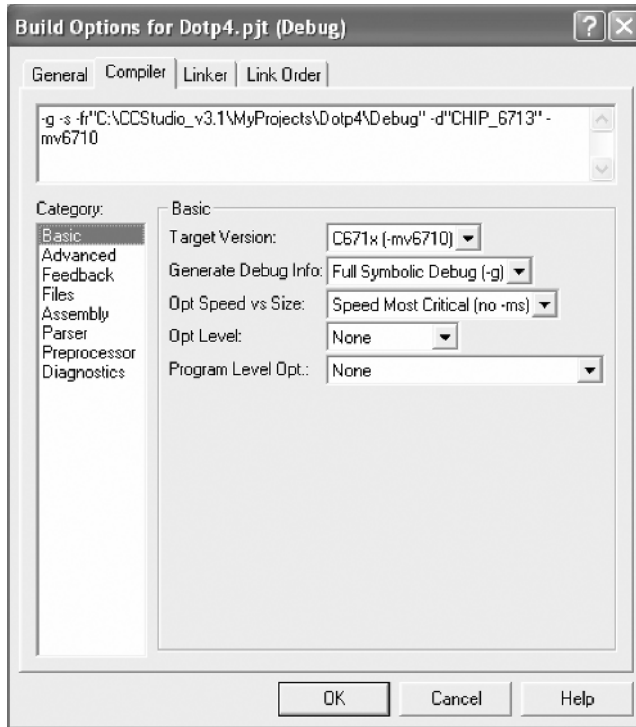 Build Options for Dotp4.pjt (Debug)
General Compiler Linker Link Order
-g -s -fr"C:\CCStudio_v3.1\MyProjects\Dotp4\Debug" -d"CHIP_6713" -
mv6710
Category:
Basic
Advanced
Feedback
Files
Assembly
Parser
Preprocessor
Diagnostics
Basic
Target Version: C671x (-mv6710)
Generate Debug Info: Full Symbolic Debug (-g)
Opt Speed vs Size: Speed Most Critical (no -ms)
Opt Level: None
Program Level Opt.: None
OK Cancel Help